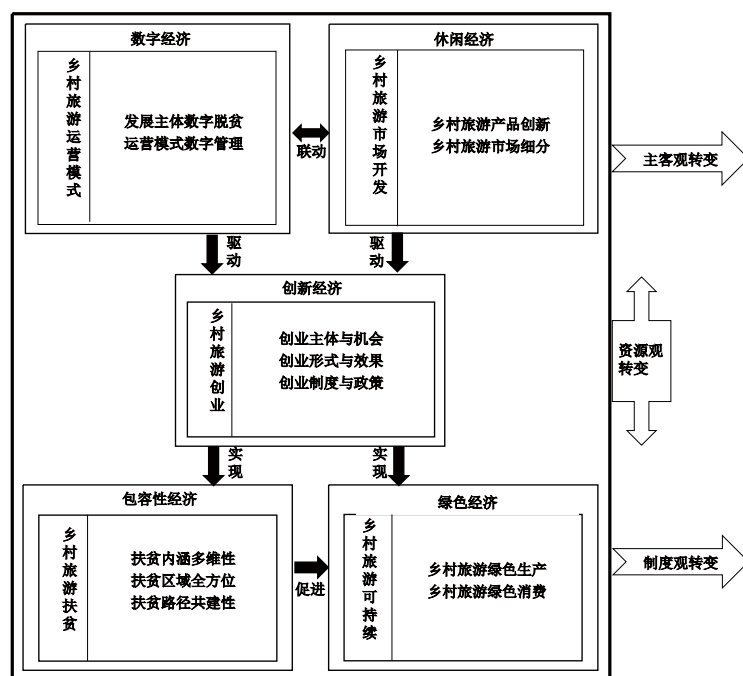 数字经济
乡村旅游运营模式
发展主体数字脱贫
运营模式数字管理
联动
休闲经济
乡村旅游市场开发
乡村旅游产品创新
乡村旅游市场细分
主客观转变
驱动
驱动
创新经济
乡村旅游创业
创业主体与机会
创业形式与效果
创业制度与政策
资源观
转变
实现
实现
包容性经济
乡村旅游扶贫
扶贫内涵多维性
扶贫区域全方位
扶贫路径共建性
促进
绿色经济
乡村旅游可持续
乡村旅游绿色生产
乡村旅游绿色消费
制度观转变